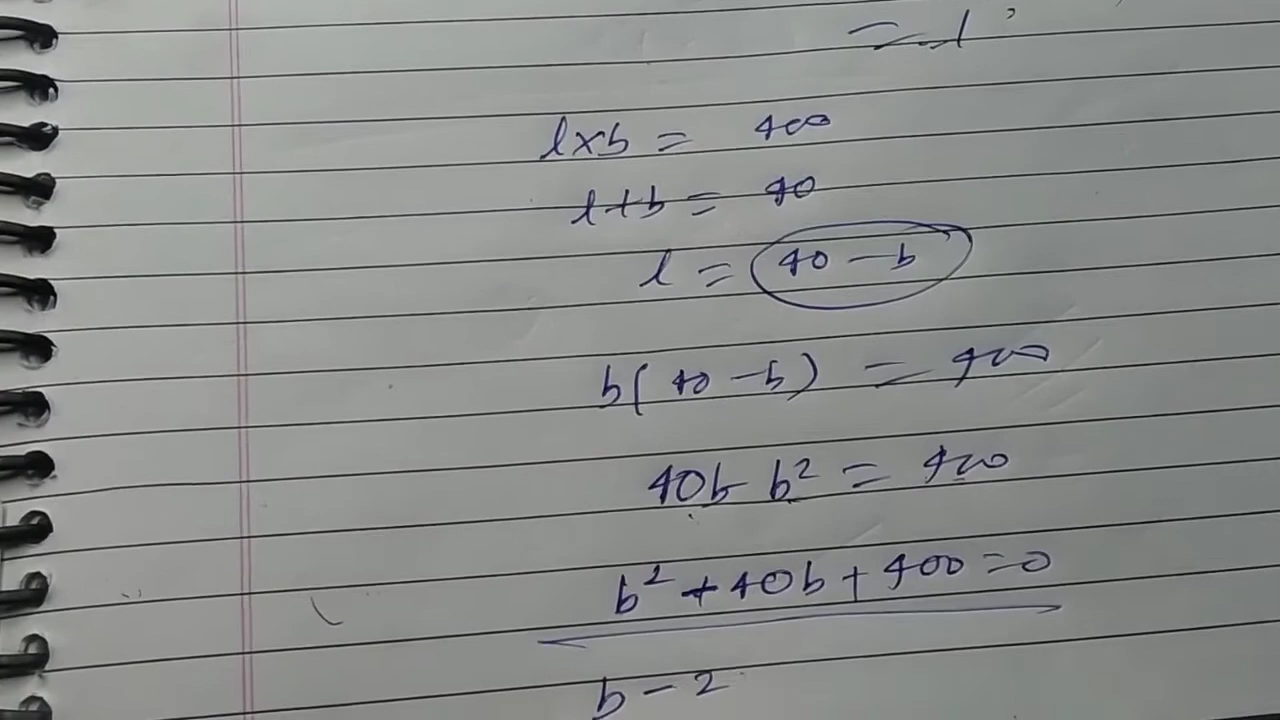 l×b = 400
l+b = 40
l = 40 - b
b(40-b) = 400
40b - b² = 400
b² + 40b + 400 = 0
b - 2